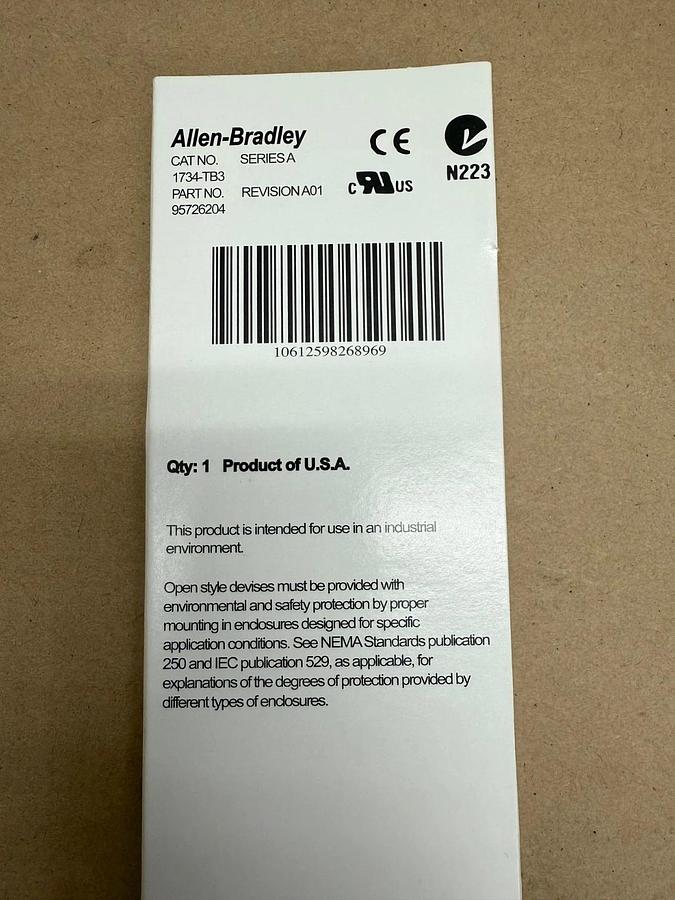 Allen-Bradley
CAT NO. SERIES A
1734-TB3
PART NO. REVISION A01
95726204
CE
c RU US
N223
10612598268969
Qty: 1 Product of U.S.A.
This product is intended for use in an industrial
environment.
Open style devises must be provided with
environmental and safety protection by proper
mounting in enclosures designed for specific
application conditions. See NEMA Standards publication
250 and IEC publication 529, as applicable, for
explanations of the degrees of protection provided by
different types of enclosures.